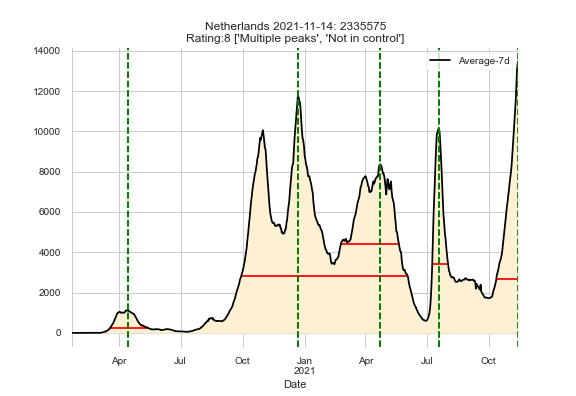 Netherlands 2021-11-14: 2335575
Rating:8 ['Multiple peaks', 'Not in control']
14000
Average-7d
12000
10000
8000
6000
4000
2000
0
Apr Jul Oct Jan Apr Jul Oct
2021
Date